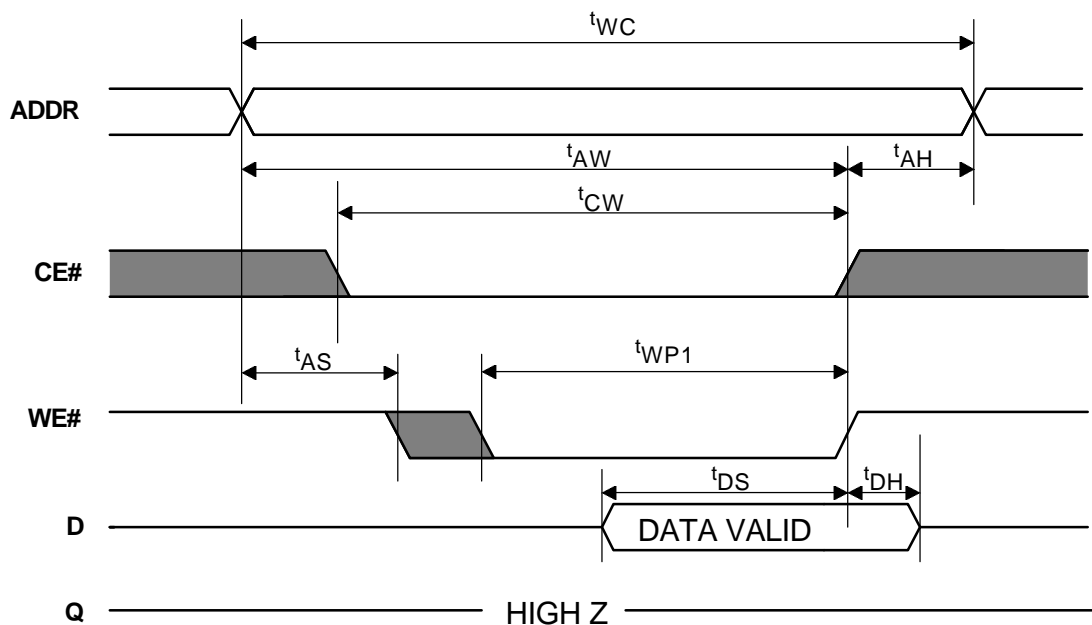 tWC
ADDR
tAW
tAH
tCW
CE#
tAS
tWP1
WE#
tDS
tDH
D
DATA VALID
Q
HIGH Z